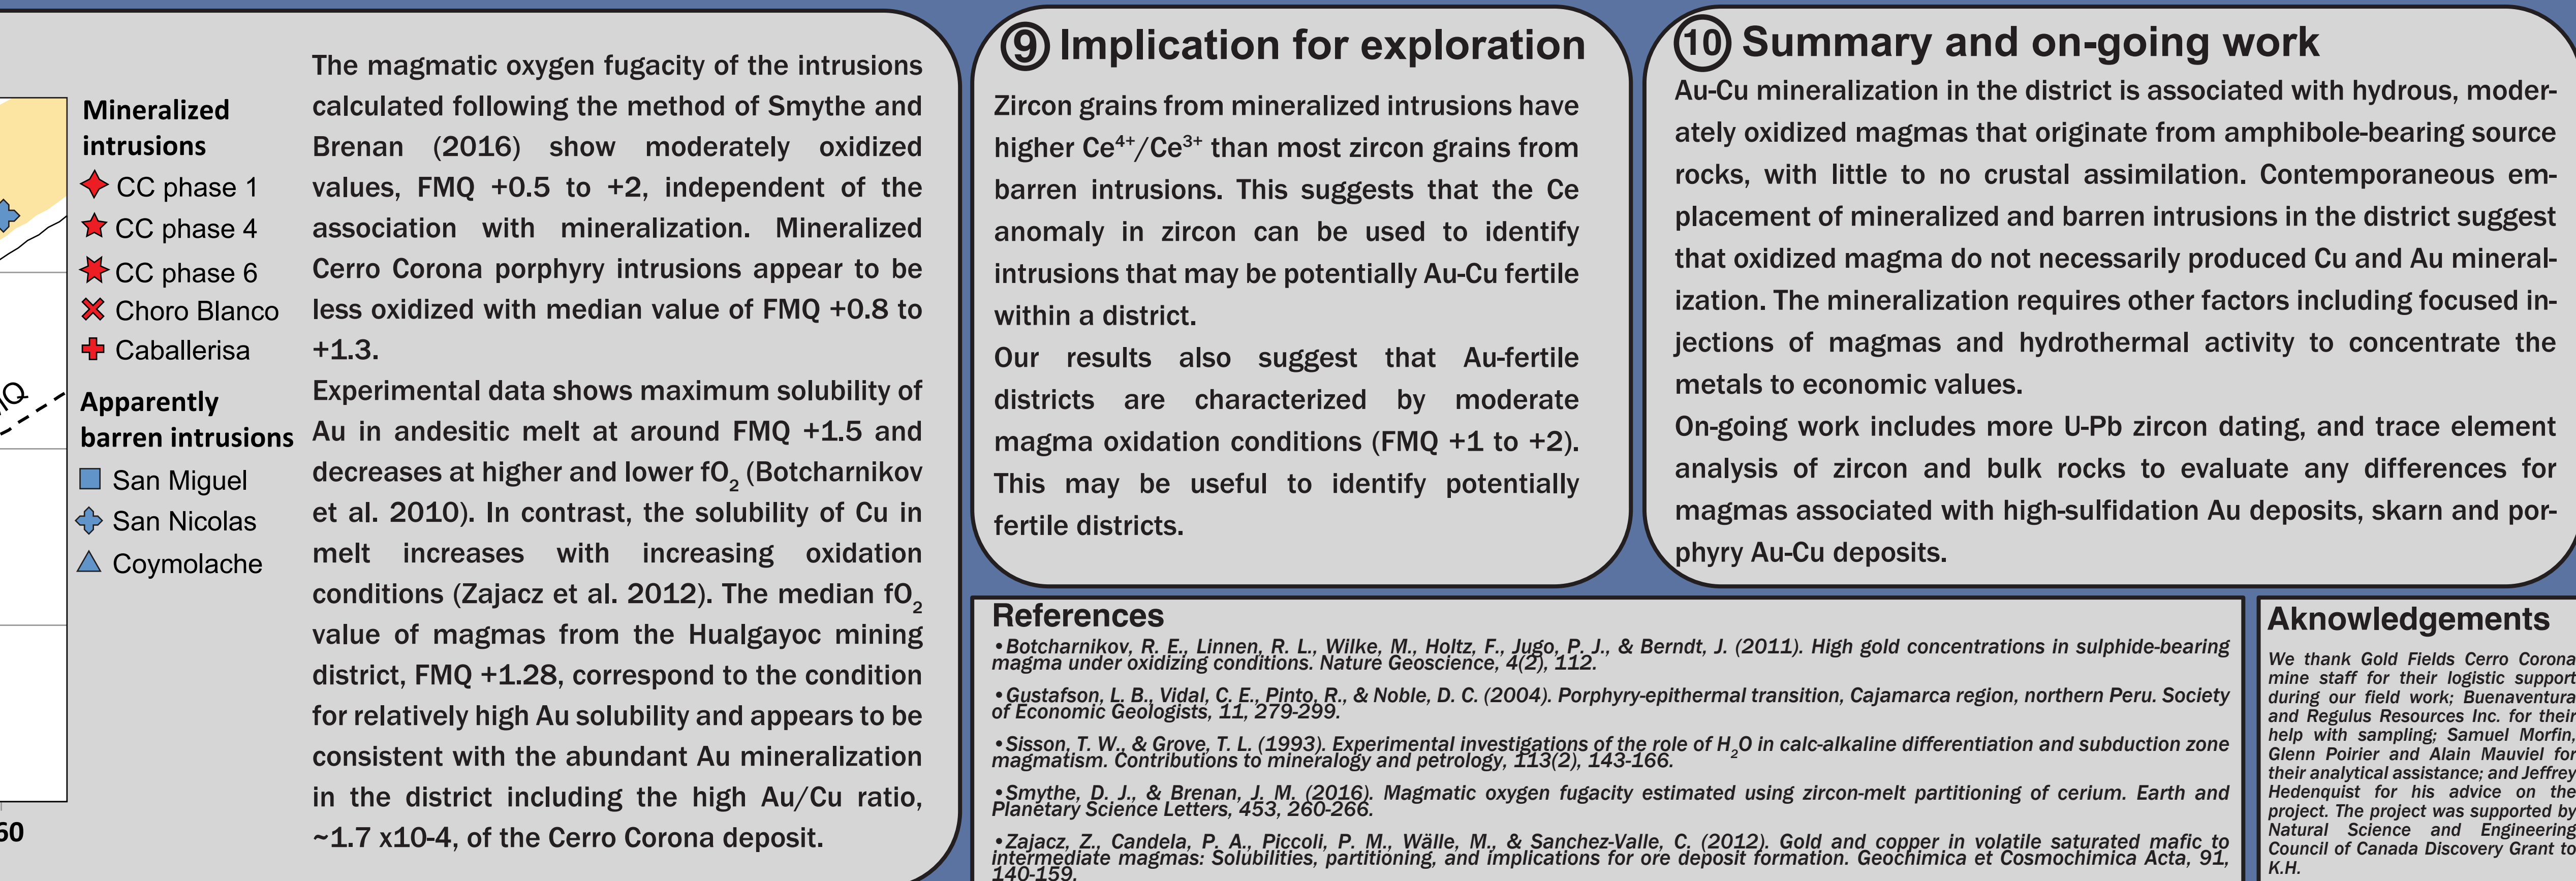 Mineralized
intrusions
CC phase 1
CC phase 4
CC phase 6
Choro Blanco
Caballerisa
Apparently
barren intrusions
San Miguel
San Nicolas
Coymolache
60
The magmatic oxygen fugacity of the intrusions
calculated following the method of Smythe and
Brenan (2016) show moderately oxidized
values, FMQ +0.5 to +2, independent of the
association with mineralization. Mineralized
Cerro Corona porphyry intrusions appear to be
less oxidized with median value of FMQ +0.8 to
+1.3.
Experimental data shows maximum solubility of
Au in andesitic melt at around FMQ +1.5 and
decreases at higher and lower fO₂ (Botcharnikov
et al. 2010). In contrast, the solubility of Cu in
melt increases with increasing oxidation
conditions (Zajacz et al. 2012). The median fO₂
value of magmas from the Hualgayoc mining
district, FMQ +1.28, correspond to the condition
for relatively high Au solubility and appears to be
consistent with the abundant Au mineralization
in the district including the high Au/Cu ratio,
~1.7 x10-4, of the Cerro Corona deposit.
⑨ Implication for exploration
Zircon grains from mineralized intrusions have
higher Ce⁴⁺/Ce³⁺ than most zircon grains from
barren intrusions. This suggests that the Ce
anomaly in zircon can be used to identify
intrusions that may be potentially Au-Cu fertile
within a district.
Our results also suggest that Au-fertile
districts are characterized by moderate
magma oxidation conditions (FMQ +1 to +2).
This may be useful to identify potentially
fertile districts.
⑩ Summary and on-going work
Au-Cu mineralization in the district is associated with hydrous, moder-
ately oxidized magmas that originate from amphibole-bearing source
rocks, with little to no crustal assimilation. Contemporaneous em-
placement of mineralized and barren intrusions in the district suggest
that oxidized magma do not necessarily produced Cu and Au mineral-
ization. The mineralization requires other factors including focused in-
jections of magmas and hydrothermal activity to concentrate the
metals to economic values.
On-going work includes more U-Pb zircon dating, and trace element
analysis of zircon and bulk rocks to evaluate any differences for
magmas associated with high-sulfidation Au deposits, skarn and por-
phyry Au-Cu deposits.
References
•Botcharnikov, R. E., Linnen, R. L., Wilke, M., Holtz, F., Jugo, P. J., & Berndt, J. (2011). High gold concentrations in sulphide-bearing
magma under oxidizing conditions. Nature Geoscience, 4(2), 112.
•Gustafson, L. B., Vidal, C. E., Pinto, R., & Noble, D. C. (2004). Porphyry-epithermal transition, Cajamarca region, northern Peru. Society
of Economic Geologists, 11, 279-299.
•Sisson, T. W., & Grove, T. L. (1993). Experimental investigations of the role of H₂O in calc-alkaline differentiation and subduction zone
magmatism. Contributions to mineralogy and petrology, 113(2), 143-166.
•Smythe, D. J., & Brenan, J. M. (2016). Magmatic oxygen fugacity estimated using zircon-melt partitioning of cerium. Earth and
Planetary Science Letters, 453, 260-266.
•Zajacz, Z., Candela, P. A., Piccoli, P. M., Wälle, M., & Sanchez-Valle, C. (2012). Gold and copper in volatile saturated mafic to
intermediate magmas: Solubilities, partitioning, and implications for ore deposit formation. Geochimica et Cosmochimica Acta, 91,
140-159.
Aknowledgements
We thank Gold Fields Cerro Corona
mine staff for their logistic support
during our field work; Buenaventura
and Regulus Resources Inc. for their
help with sampling; Samuel Morfin,
Glenn Poirier and Alain Mauviel for
their analytical assistance; and Jeffrey
Hedenquist for his advice on the
project. The project was supported by
Natural Science and Engineering
Council of Canada Discovery Grant to
K.H.